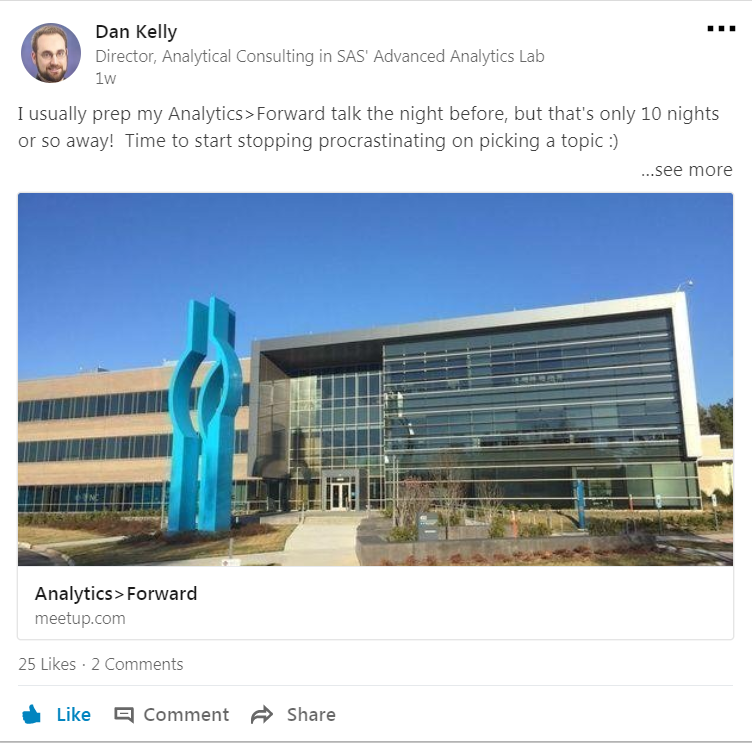 Dan Kelly
Director, Analytical Consulting in SAS' Advanced Analytics Lab
1w
I usually prep my Analytics>Forward talk the night before, but that's only 10 nights
or so away!  Time to start stopping procrastinating on picking a topic :)
...see more
Analytics>Forward
meetup.com
25 Likes · 2 Comments
Like
Comment
Share